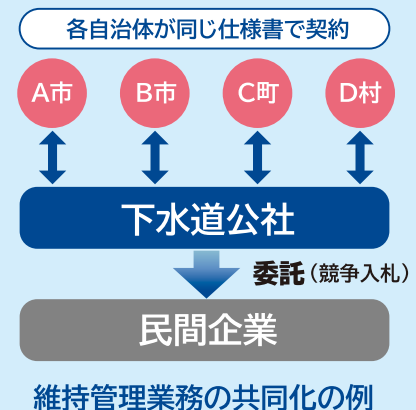 各自治体が同じ仕様書で契約
A市 B市 C町 D村
下水道公社
委託（競争入札）
民間企業
維持管理業務の共同化の例